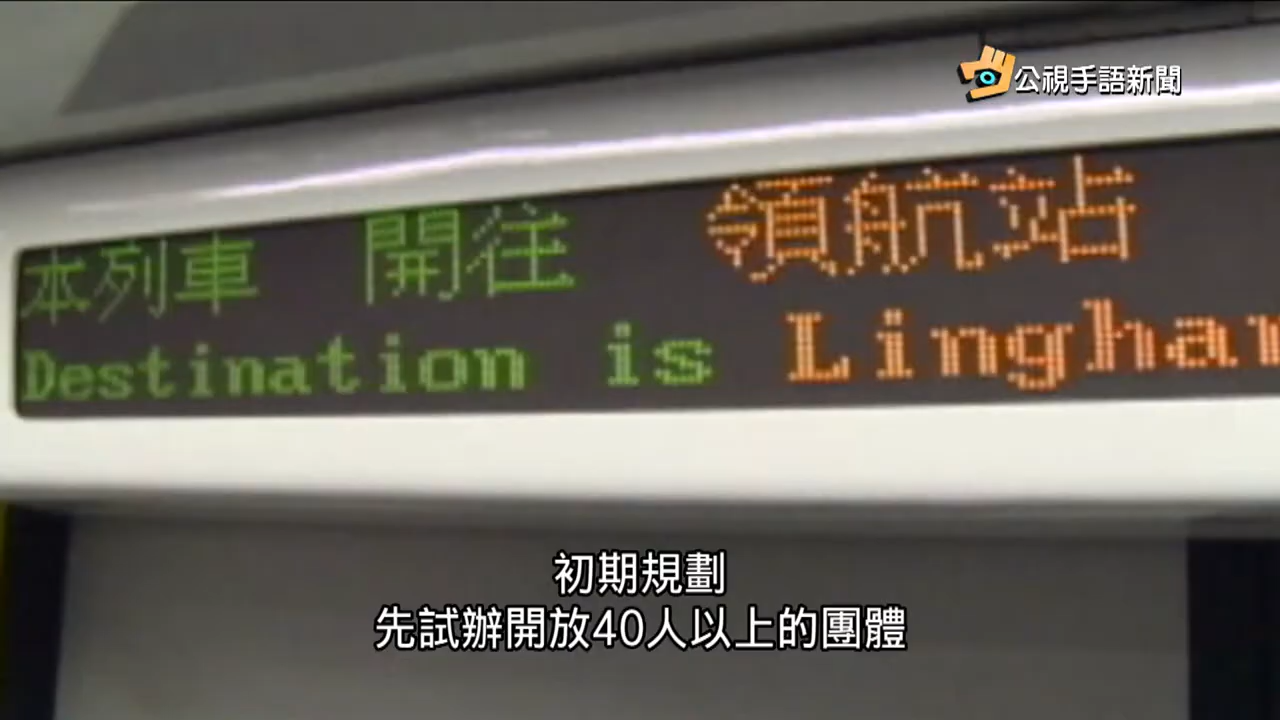 公視手語新聞
本列車 開往 領航站
Destination is Linghan
初期規劃
先試辦開放40人以上的團體